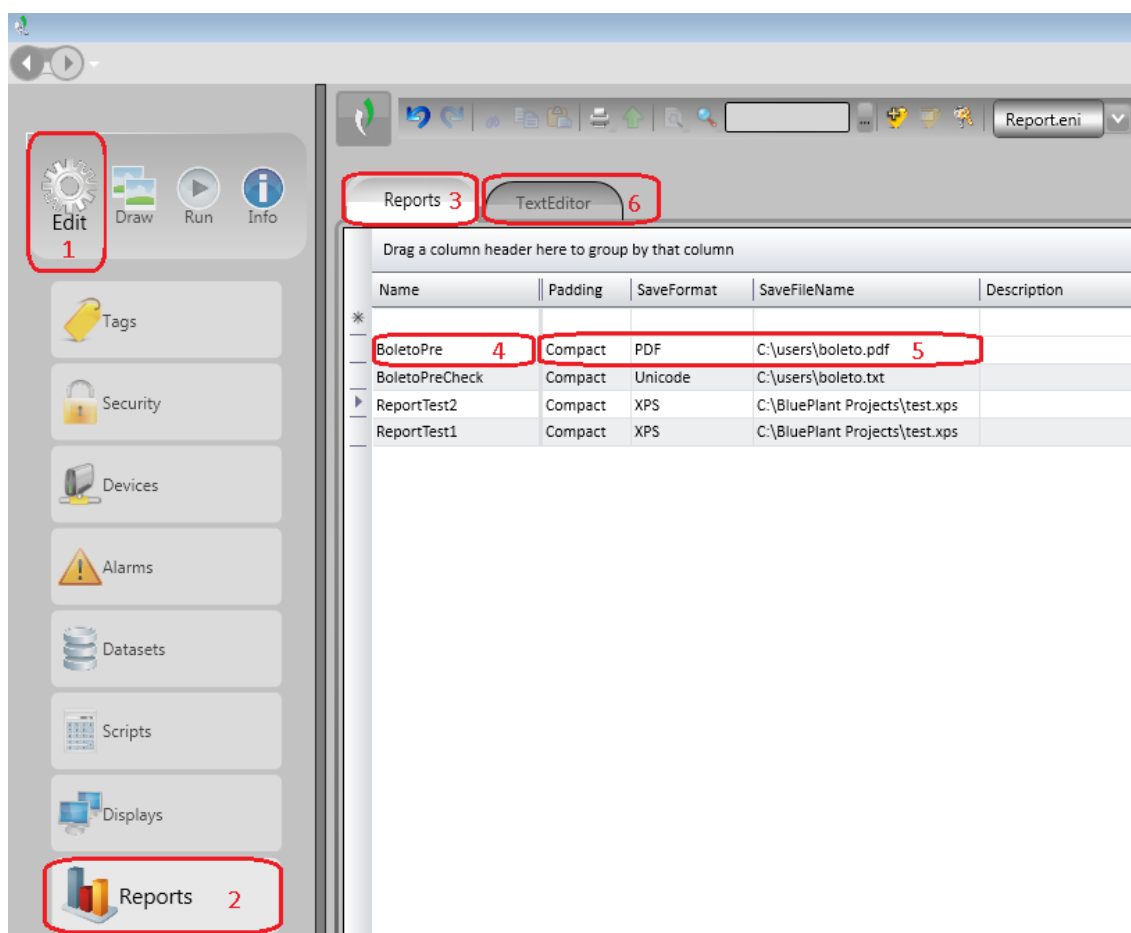 Report.eni
Edit Draw Run Info
1
Reports 3 TextEditor 6
Drag a column header here to group by that column
Name Padding SaveFormat SaveFileName Description
BoletoPre 4 Compact PDF C:\users\boleto.pdf 5
BoletoPreCheck Compact Unicode C:\users\boleto.txt
ReportTest2 Compact XPS C:\BluePlant Projects\test.xps
ReportTest1 Compact XPS C:\BluePlant Projects\test.xps
Tags
Security
Devices
Alarms
Datasets
Scripts
Displays
Reports 2